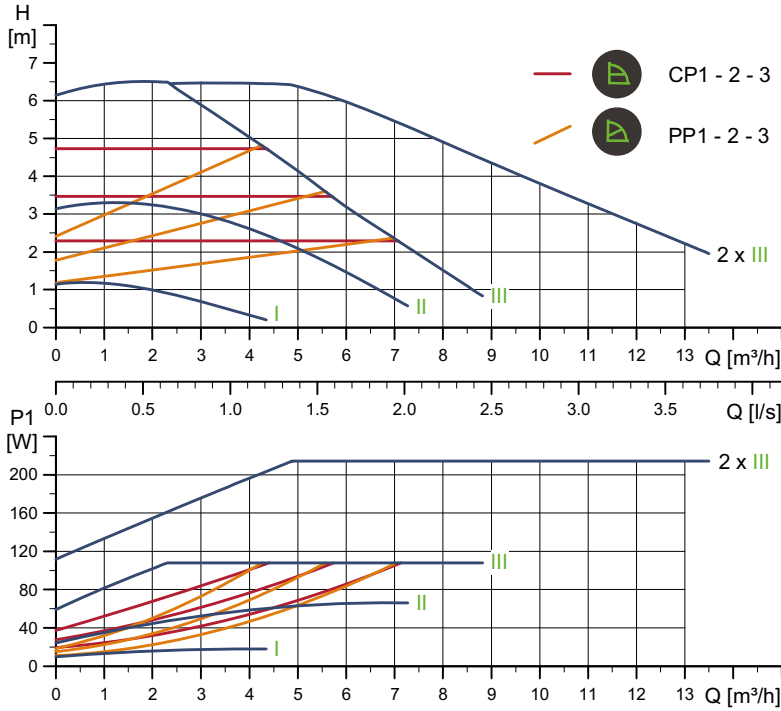 H
[m]
7
6
5
4
3
2
1
0
CP1 - 2 - 3
PP1 - 2 - 3
2 x III
III
II
I
0 1 2 3 4 5 6 7 8 9 10 11 12 13 Q [m³/h]
0.0 0.5 1.0 1.5 2.0 2.5 3.0 3.5 Q [l/s]
P1
[W]
200
160
120
80
40
0
2 x III
III
II
I
0 1 2 3 4 5 6 7 8 9 10 11 12 13 Q [m³/h]